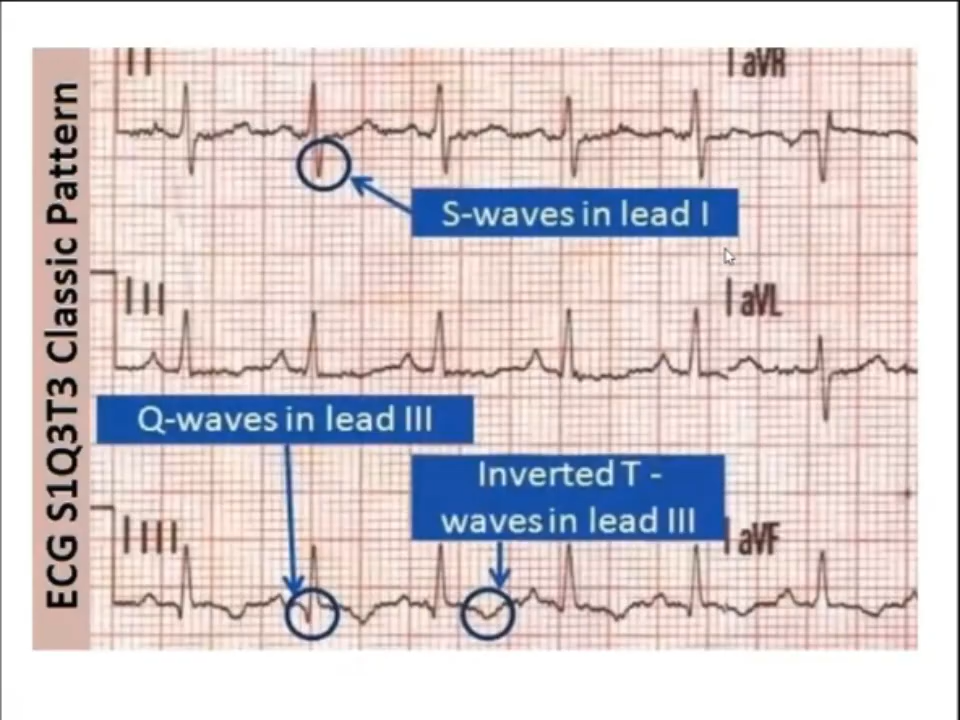 ECG S1Q3T3 Classic Pattern
II
aVR
S-waves in lead I
III
aVL
Q-waves in lead III
Inverted T -
waves in lead III
IIII
aVF